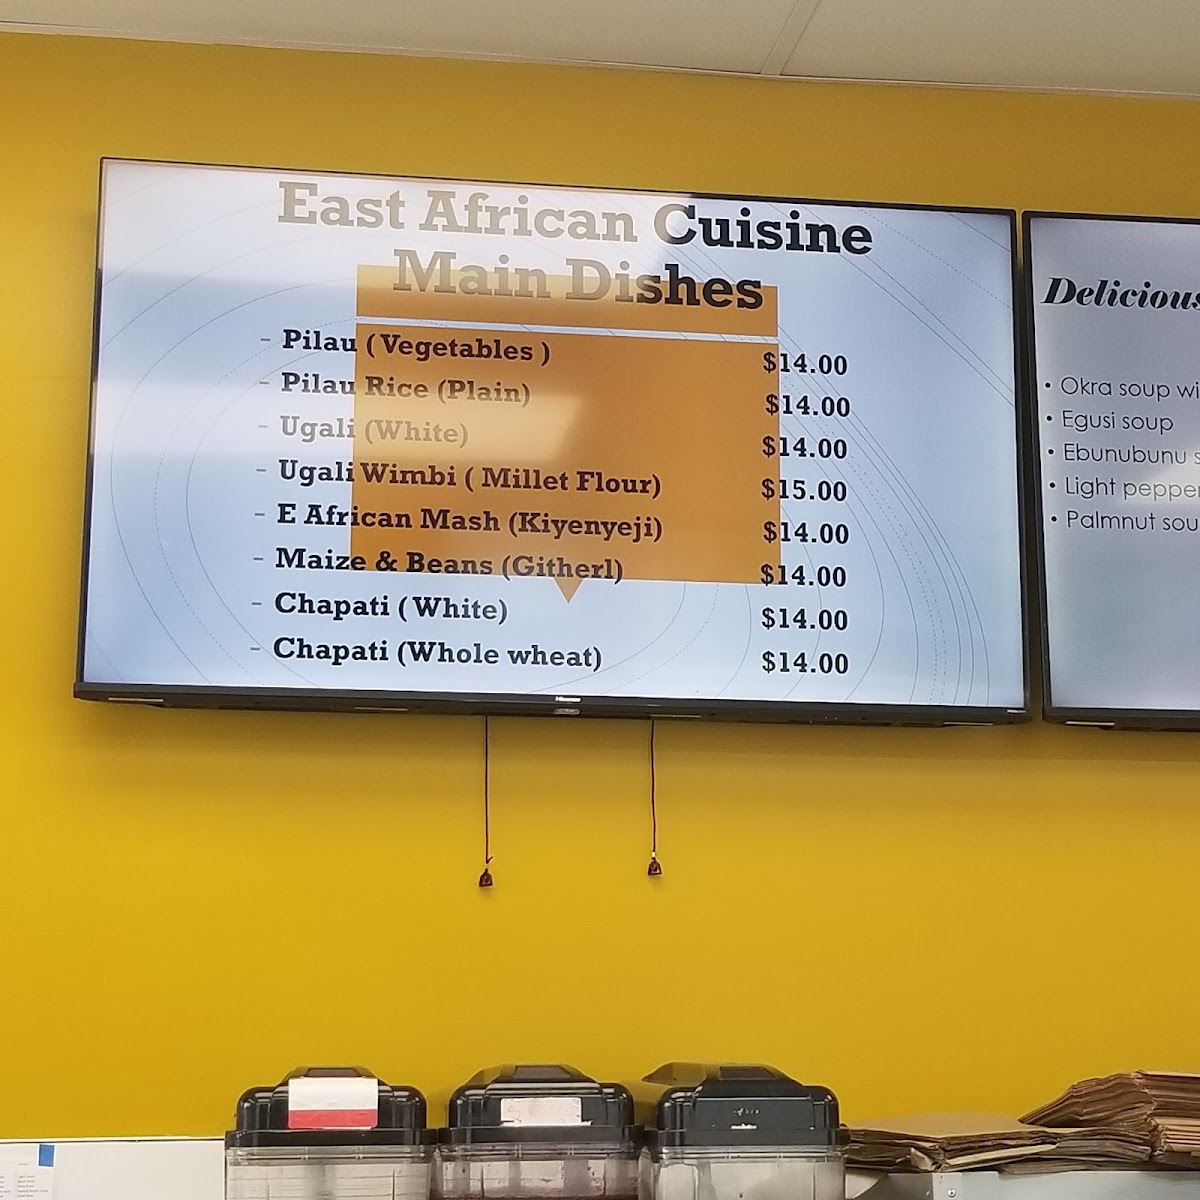 East African Cuisine
Main Dishes
- Pilau ( Vegetables ) $14.00
- Pilau Rice (Plain) $14.00
- Ugali (White) $14.00
- Ugali Wimbi ( Millet Flour) $15.00
- E African Mash (Kiyenyeji) $14.00
- Maize & Beans (Githerl) $14.00
- Chapati ( White) $14.00
- Chapati (Whole wheat) $14.00
Hisense
Delicious
• Okra soup wi
• Egusi soup
• Ebunubunu s
• Light pepper
• Palmnut sou